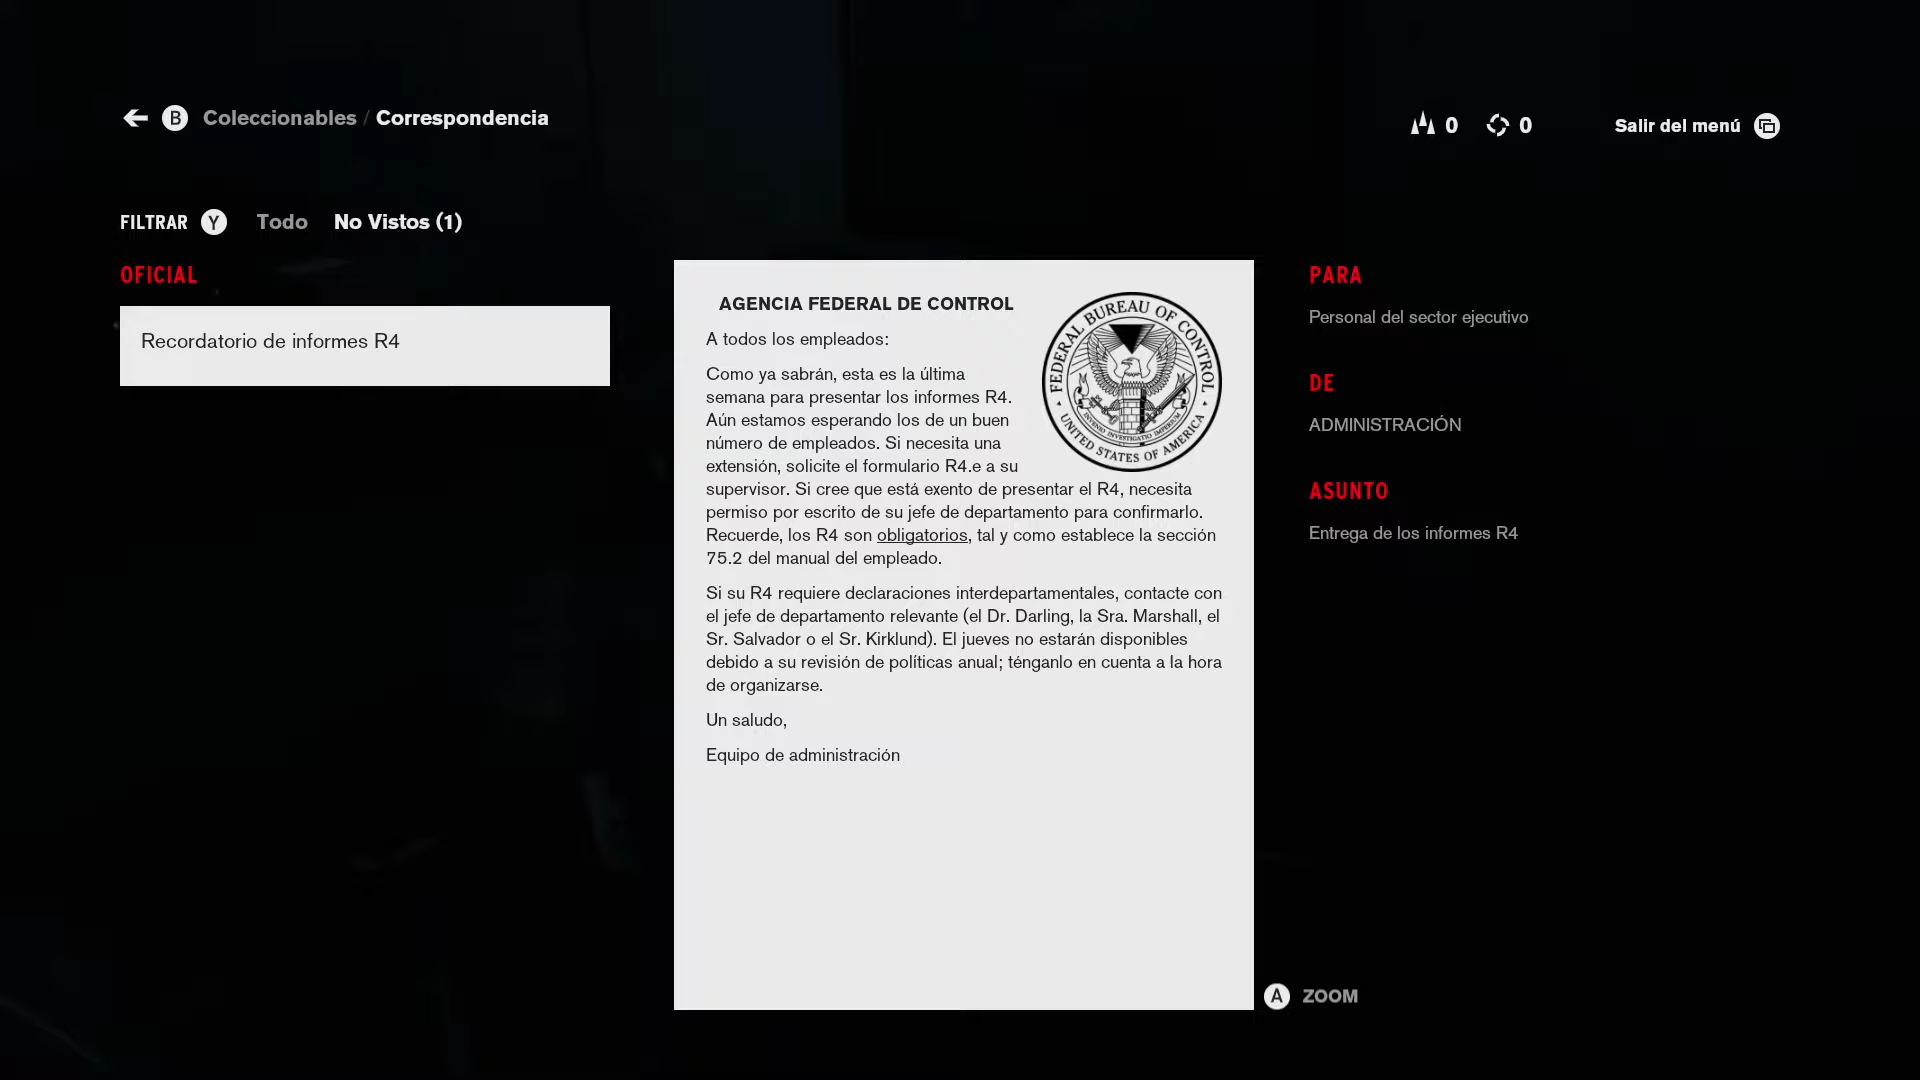 B Coleccionables / Correspondencia
0 0 Salir del menú
FILTRAR Y Todo No Vistos (1)
OFICIAL
Recordatorio de informes R4
AGENCIA FEDERAL DE CONTROL
A todos los empleados:
Como ya sabrán, esta es la última
semana para presentar los informes R4.
Aún estamos esperando los de un buen
número de empleados. Si necesita una
extensión, solicite el formulario R4.e a su
supervisor. Si cree que está exento de presentar el R4, necesita
permiso por escrito de su jefe de departamento para confirmarlo.
Recuerde, los R4 son obligatorios, tal y como establece la sección
75.2 del manual del empleado.
Si su R4 requiere declaraciones interdepartamentales, contacte con
el jefe de departamento relevante (el Dr. Darling, la Sra. Marshall, el
Sr. Salvador o el Sr. Kirklund). El jueves no estarán disponibles
debido a su revisión de políticas anual; ténganlo en cuenta a la hora
de organizarse.
Un saludo,
Equipo de administración
FEDERAL BUREAU OF CONTROL
INVENIO INVESTIGATIO IMPERIUM
UNITED STATES OF AMERICA
PARA
Personal del sector ejecutivo
DE
ADMINISTRACIÓN
ASUNTO
Entrega de los informes R4
A ZOOM